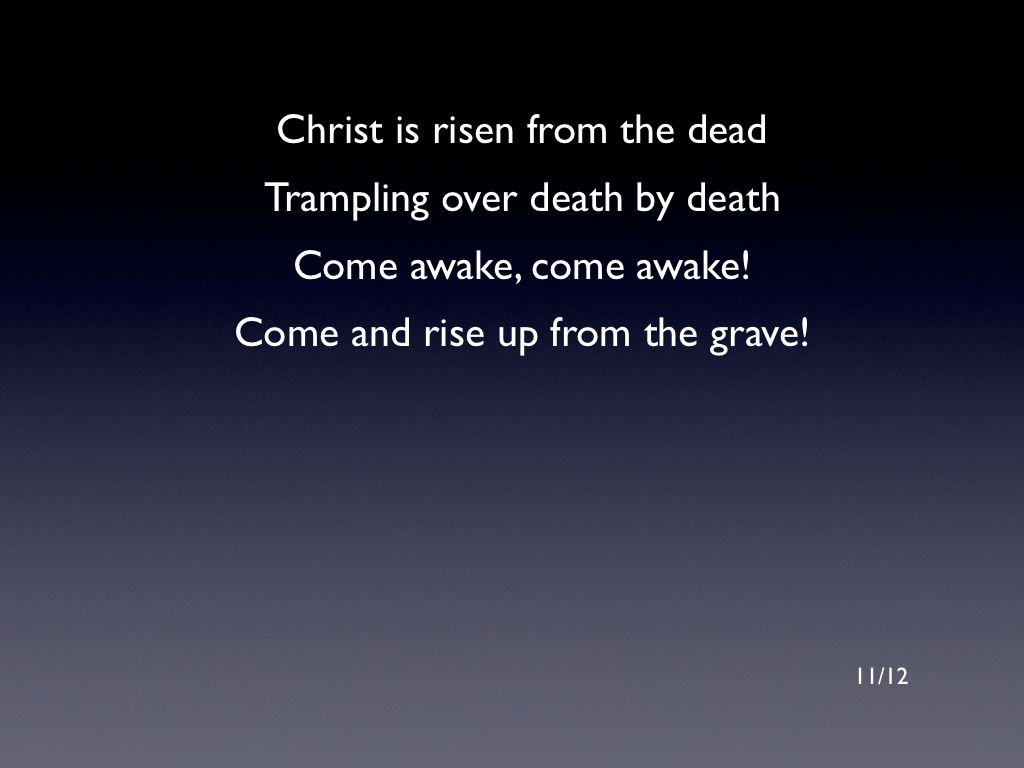 Christ is risen from the dead
Trampling over death by death
Come awake, come awake!
Come and rise up from the grave!
11/12